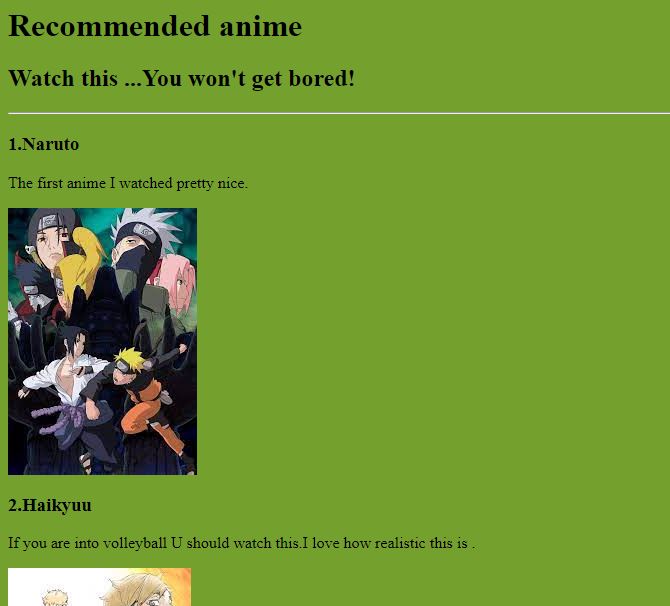 Recommended anime
Watch this ...You won't get bored!
1.Naruto
The first anime I watched pretty nice.
2.Haikyuu
If you are into volleyball U should watch this.I love how realistic this is .